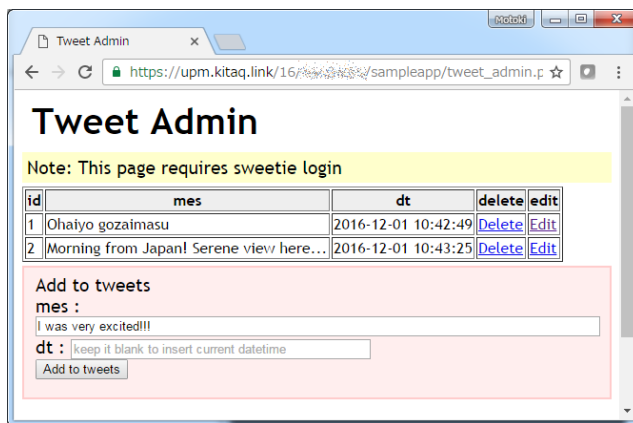 Motoki
Tweet Admin
https://upm.kitaq.link/16/ /sampleapp/tweet_admin.p
Tweet Admin
Note: This page requires sweetie login
id mes dt delete edit
1 Ohaiyo gozaimasu 2016-12-01 10:42:49 Delete Edit
2 Morning from Japan! Serene view here... 2016-12-01 10:43:25 Delete Edit
Add to tweets
mes :
I was very excited!!!
dt : keep it blank to insert current datetime
Add to tweets